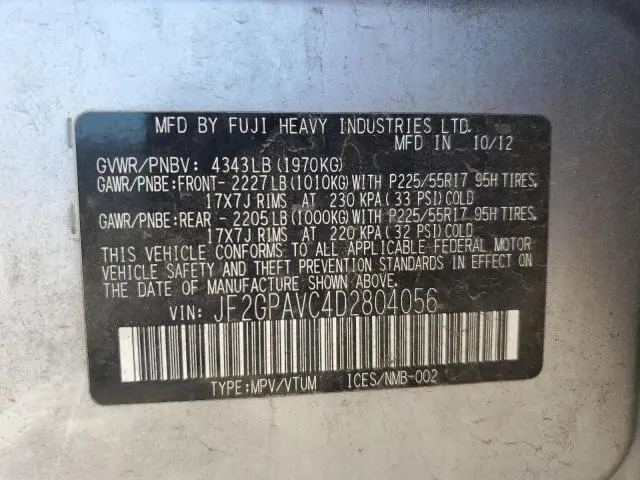 MFD BY FUJI HEAVY INDUSTRIES LTD.
MFD IN 10/12
GVWR/PNBV: 4343LB(1970KG)
GAWR/PNBE:FRONT-2227LB(1010KG)WITH P225/55R17 95H TIRES,
17X7J RIMS AT 230 KPA(33 PSI)COLD
GAWR/PNBE:REAR -2205LB(1000KG)WITH P225/55R17 95H TIRES,
17X7J RIMS AT 220 KPA(32 PSI)COLD
THIS VEHICLE CONFORMS TO ALL APPLICABLE FEDERAL MOTOR
VEHICLE SAFETY AND THEFT PREVENTION STANDARDS IN EFFECT ON
THE DATE OF MANUFACTURE SHOWN ABOVE.
VIN: JF2GPAVC4D2804056
TYPE:MPV/VTUM ICES/NMB-002